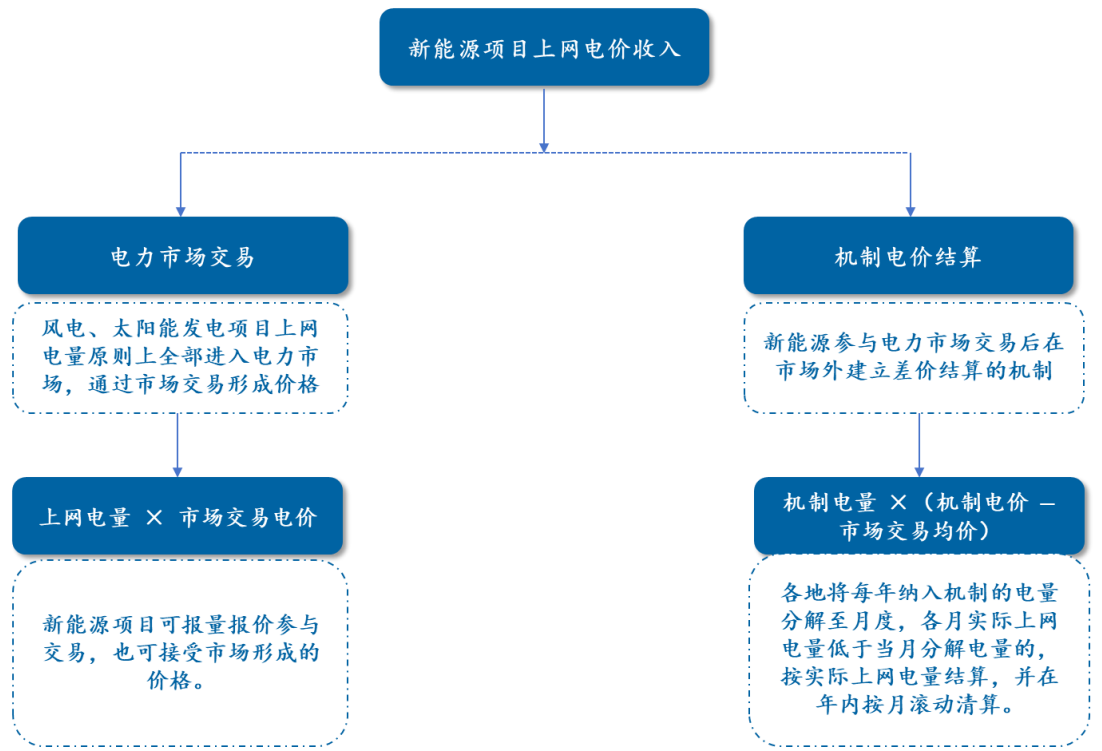 新能源项目上网电价收入
电力市场交易
风电、太阳能发电项目上网
电量原则上全部进入电力市
场，通过市场交易形成价格
上网电量 × 市场交易电价
新能源项目可报量报价参与
交易，也可接受市场形成的
价格。
机制电价结算
新能源参与电力市场交易后在
市场外建立差价结算的机制
机制电量 ×（机制电价 –
市场交易均价）
各地将每年纳入机制的电量
分解至月度，各月实际上网
电量低于当月分解电量的，
按实际上网电量结算，并在
年内按月滚动清算。